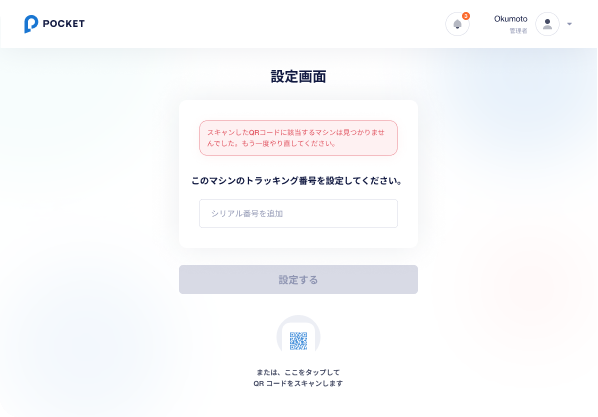 POCKET
3
Okumoto
管理者
設定画面
スキャンしたQRコードに該当するマシンは見つかりませ
んでした。もう一度やり直してください。
このマシンのトラッキング番号を設定してください。
シリアル番号を追加
設定する
または、ここをタップして
QR コードをスキャンします